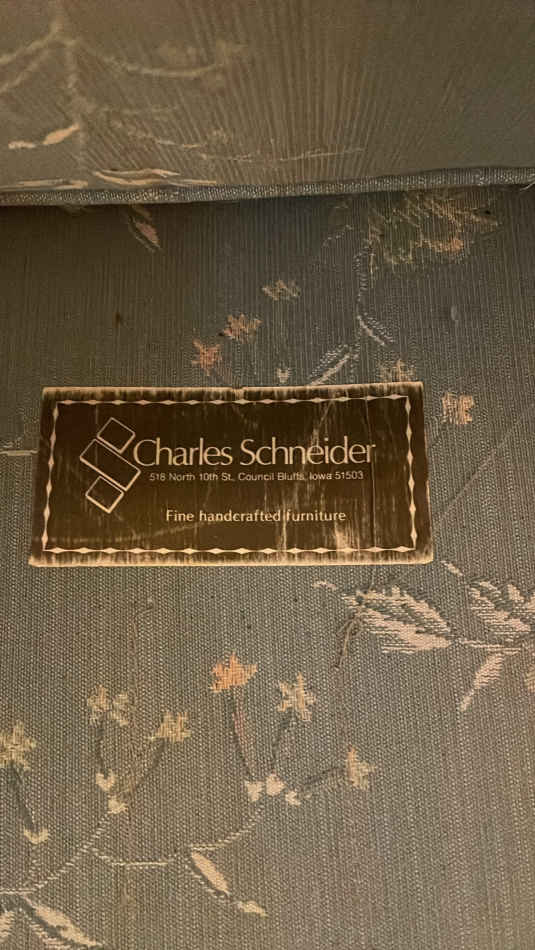 Charles Schneider
518 North 10th St., Council Bluffs, Iowa 51503
Fine handcrafted furniture